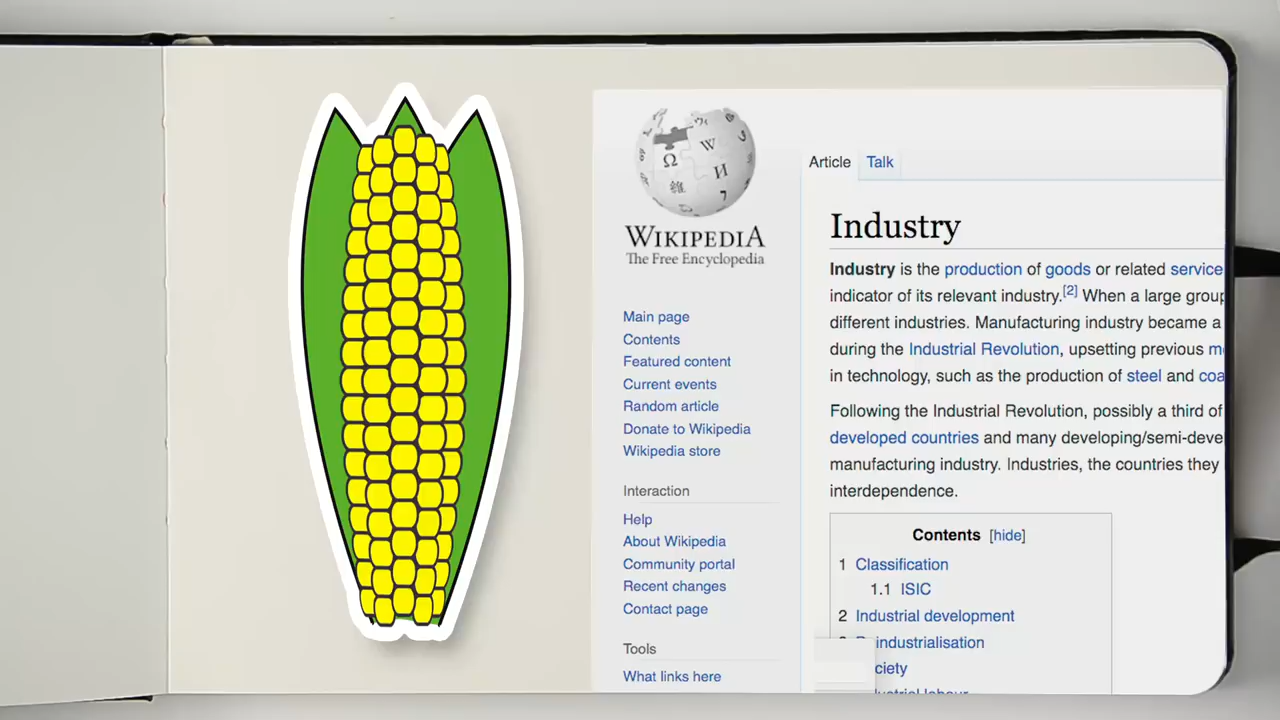 WIKIPEDIA
The Free Encyclopedia
Main page
Contents
Featured content
Current events
Random article
Donate to Wikipedia
Wikipedia store
Interaction
Help
About Wikipedia
Community portal
Recent changes
Contact page
Tools
What links here
Article Talk
Industry
Industry is the production of goods or related service
indicator of its relevant industry.[2] When a large group
different industries. Manufacturing industry became a
during the Industrial Revolution, upsetting previous
in technology, such as the production of steel and
Following the Industrial Revolution, possibly a third of
developed countries and many developing/semi-deve
manufacturing industry. Industries, the countries they
interdependence.
Contents [hide]
1 Classification
1.1 ISIC
2 Industrial development
industrialisation
ciety